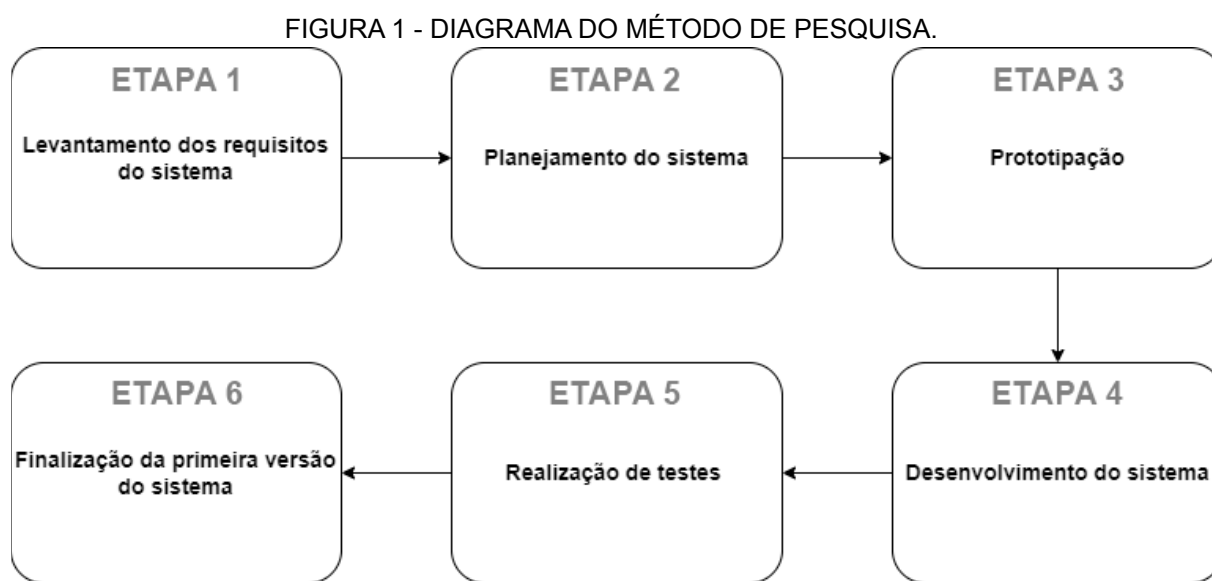 FIGURA 1 - DIAGRAMA DO MÉTODO DE PESQUISA.
ETAPA 1
Levantamento dos requisitos
do sistema
ETAPA 2
Planejamento do sistema
ETAPA 3
Prototipação
ETAPA 4
Desenvolvimento do sistema
ETAPA 5
Realização de testes
ETAPA 6
Finalização da primeira versão
do sistema